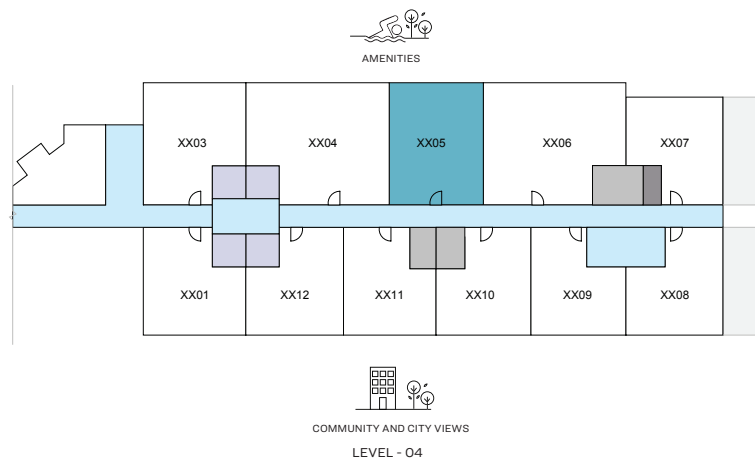 AMENITIES
XX03
XX04
XX05
XX06
XX07
XX01
XX12
XX11
XX10
XX09
XX08
COMMUNITY AND CITY VIEWS
LEVEL - 04